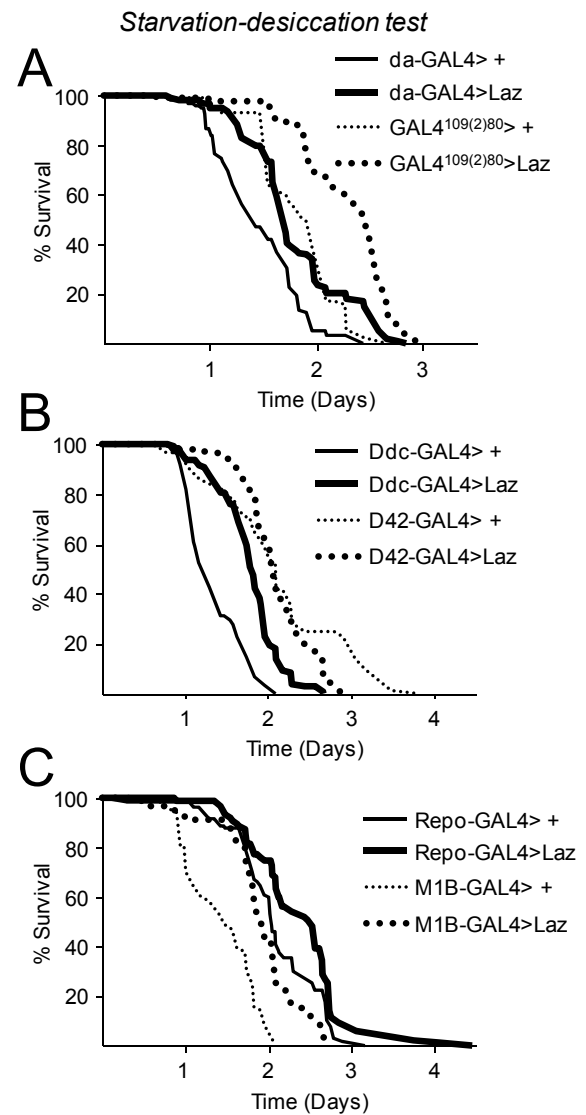 Starvation-desiccation test
A
da-GAL4> +
da-GAL4>Laz
GAL4¹⁰⁹⁽²⁾⁸⁰> +
GAL4¹⁰⁹⁽²⁾⁸⁰>Laz
% Survival
100
80
60
40
20
1 2 3
Time (Days)
B
Ddc-GAL4> +
Ddc-GAL4>Laz
D42-GAL4> +
D42-GAL4>Laz
% Survival
100
80
60
40
20
1 2 3 4
Time (Days)
C
Repo-GAL4> +
Repo-GAL4>Laz
M1B-GAL4> +
M1B-GAL4>Laz
% Survival
100
80
60
40
20
1 2 3 4
Time (Days)